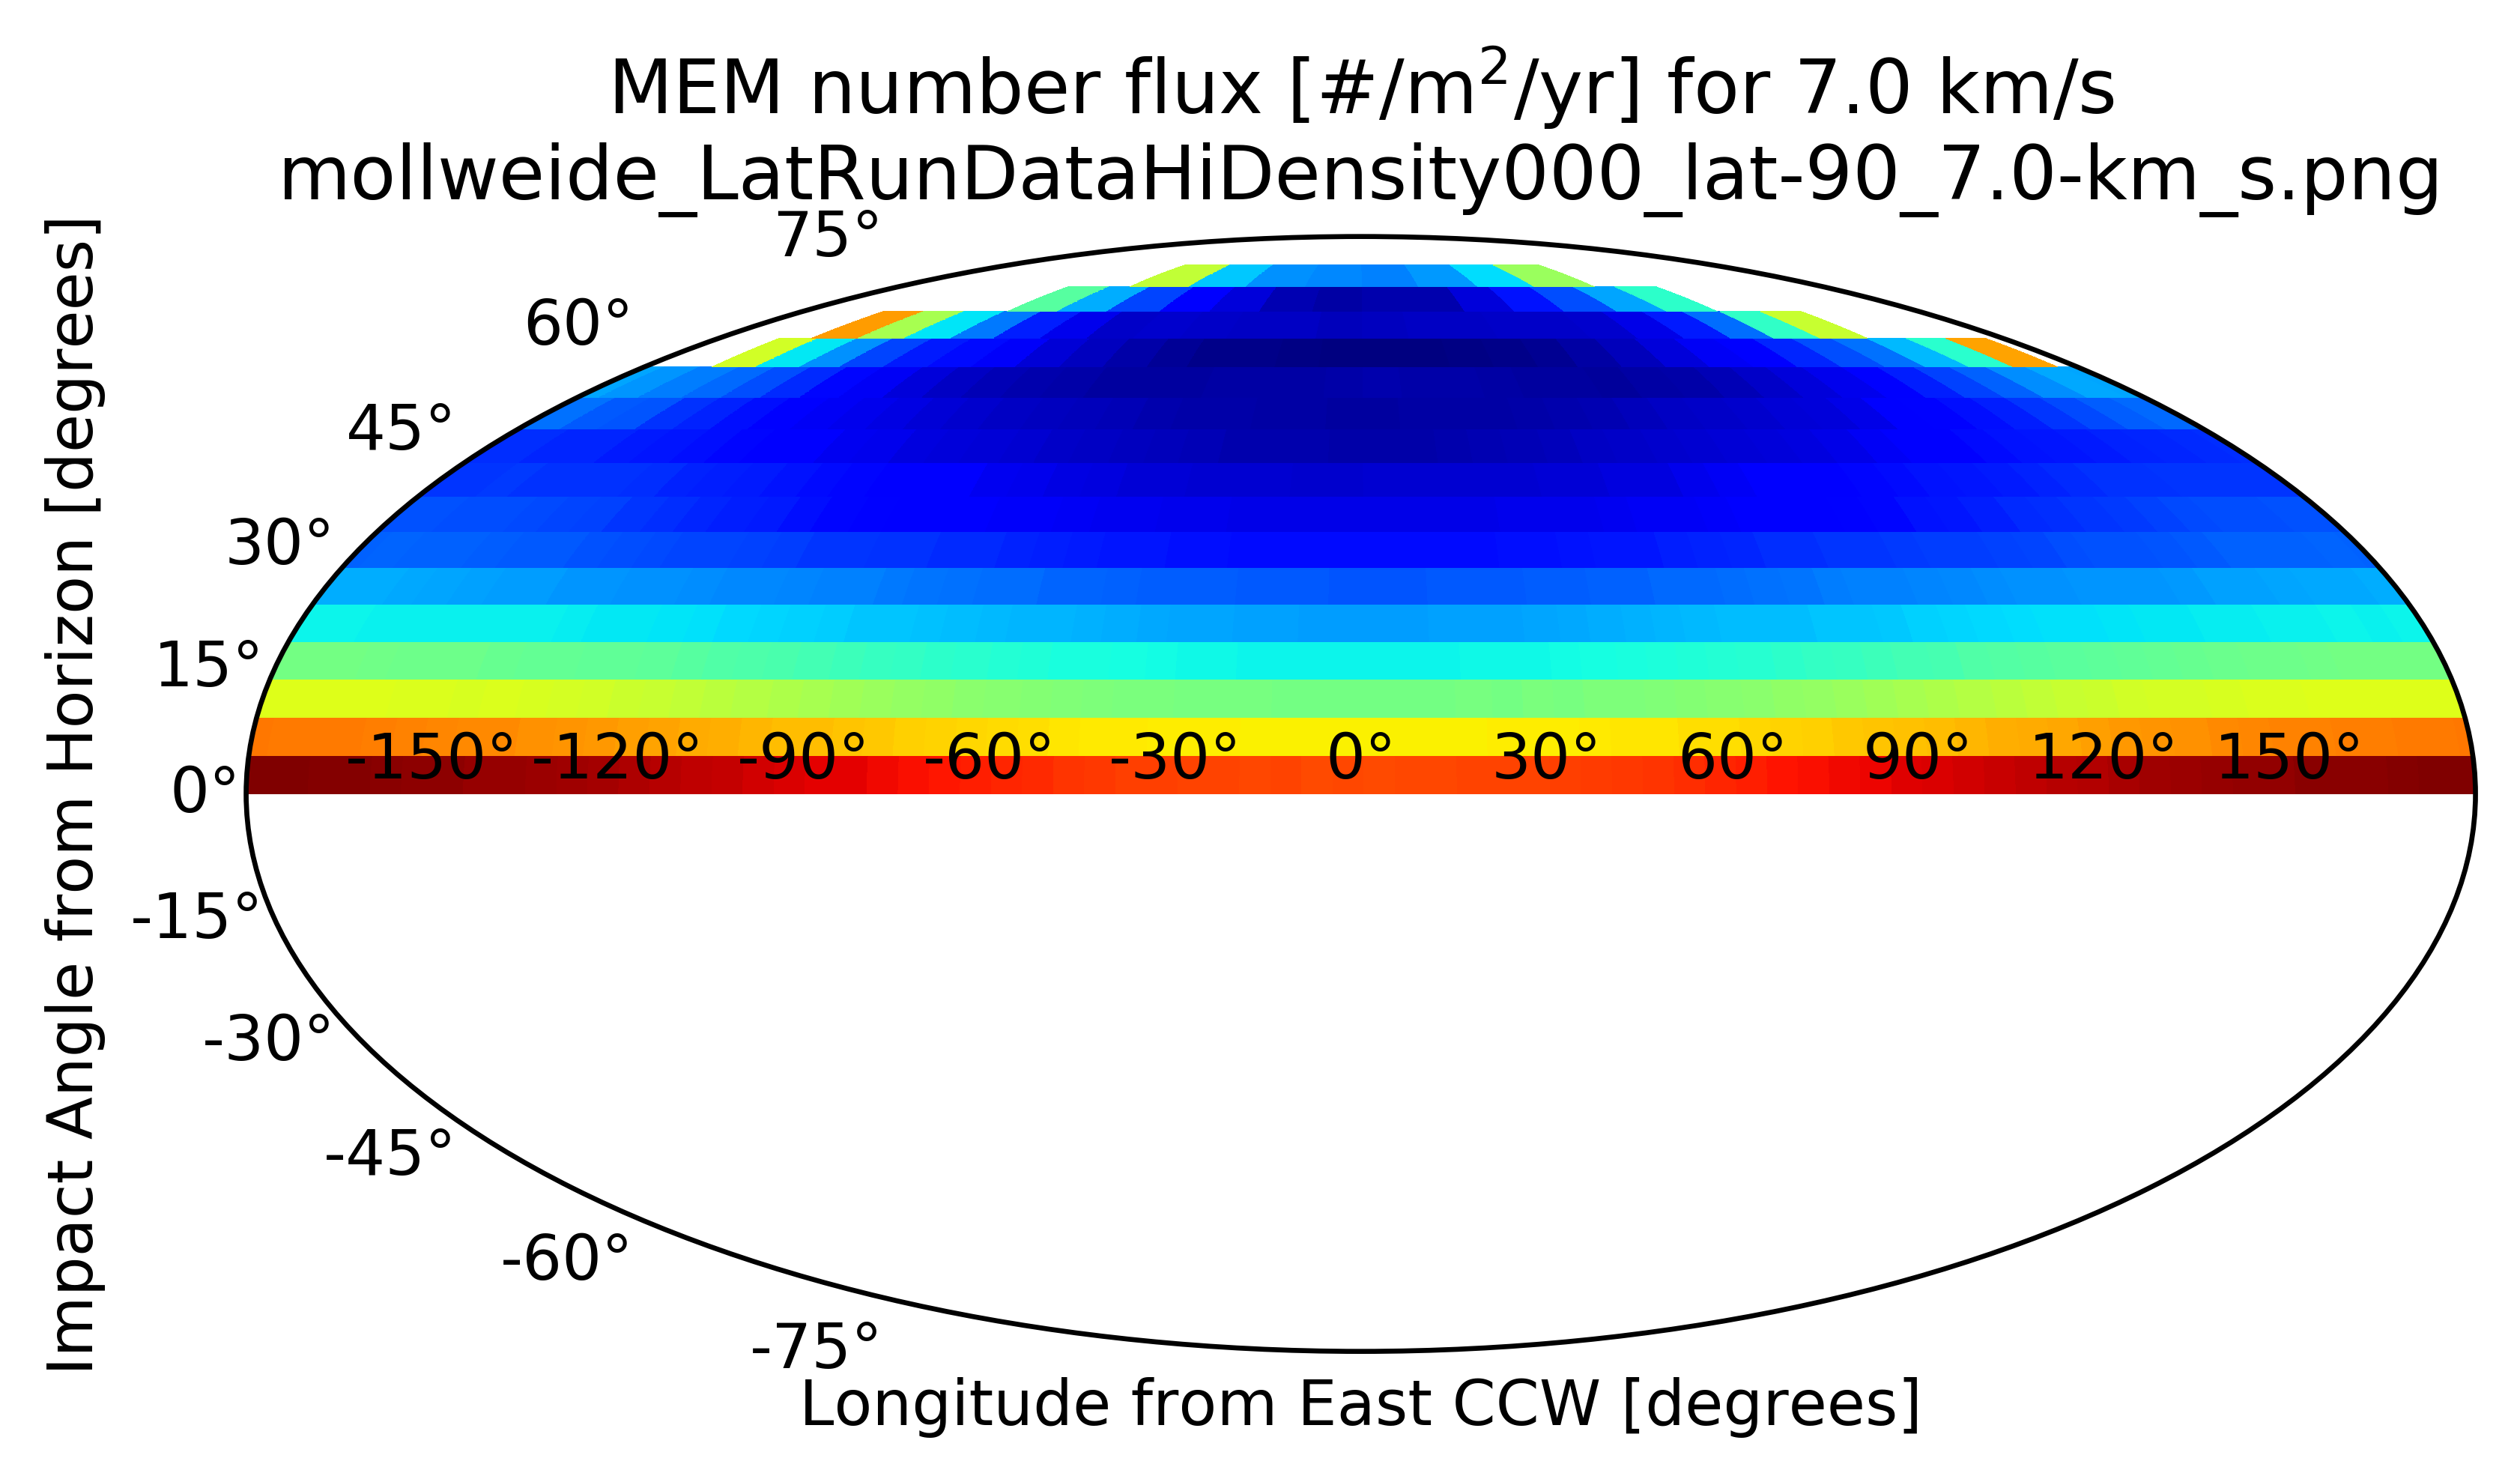 MEM number flux [#/m²/yr] for 7.0 km/s
mollweide_LatRunDataHiDensity000_lat-90_7.0-km_s.png
Impact Angle from Horizon [degrees]
75°
60°
45°
30°
15°
0°
-15°
-30°
-45°
-60°
-75°
-150° -120° -90° -60° -30° 0° 30° 60° 90° 120° 150°
Longitude from East CCW [degrees]